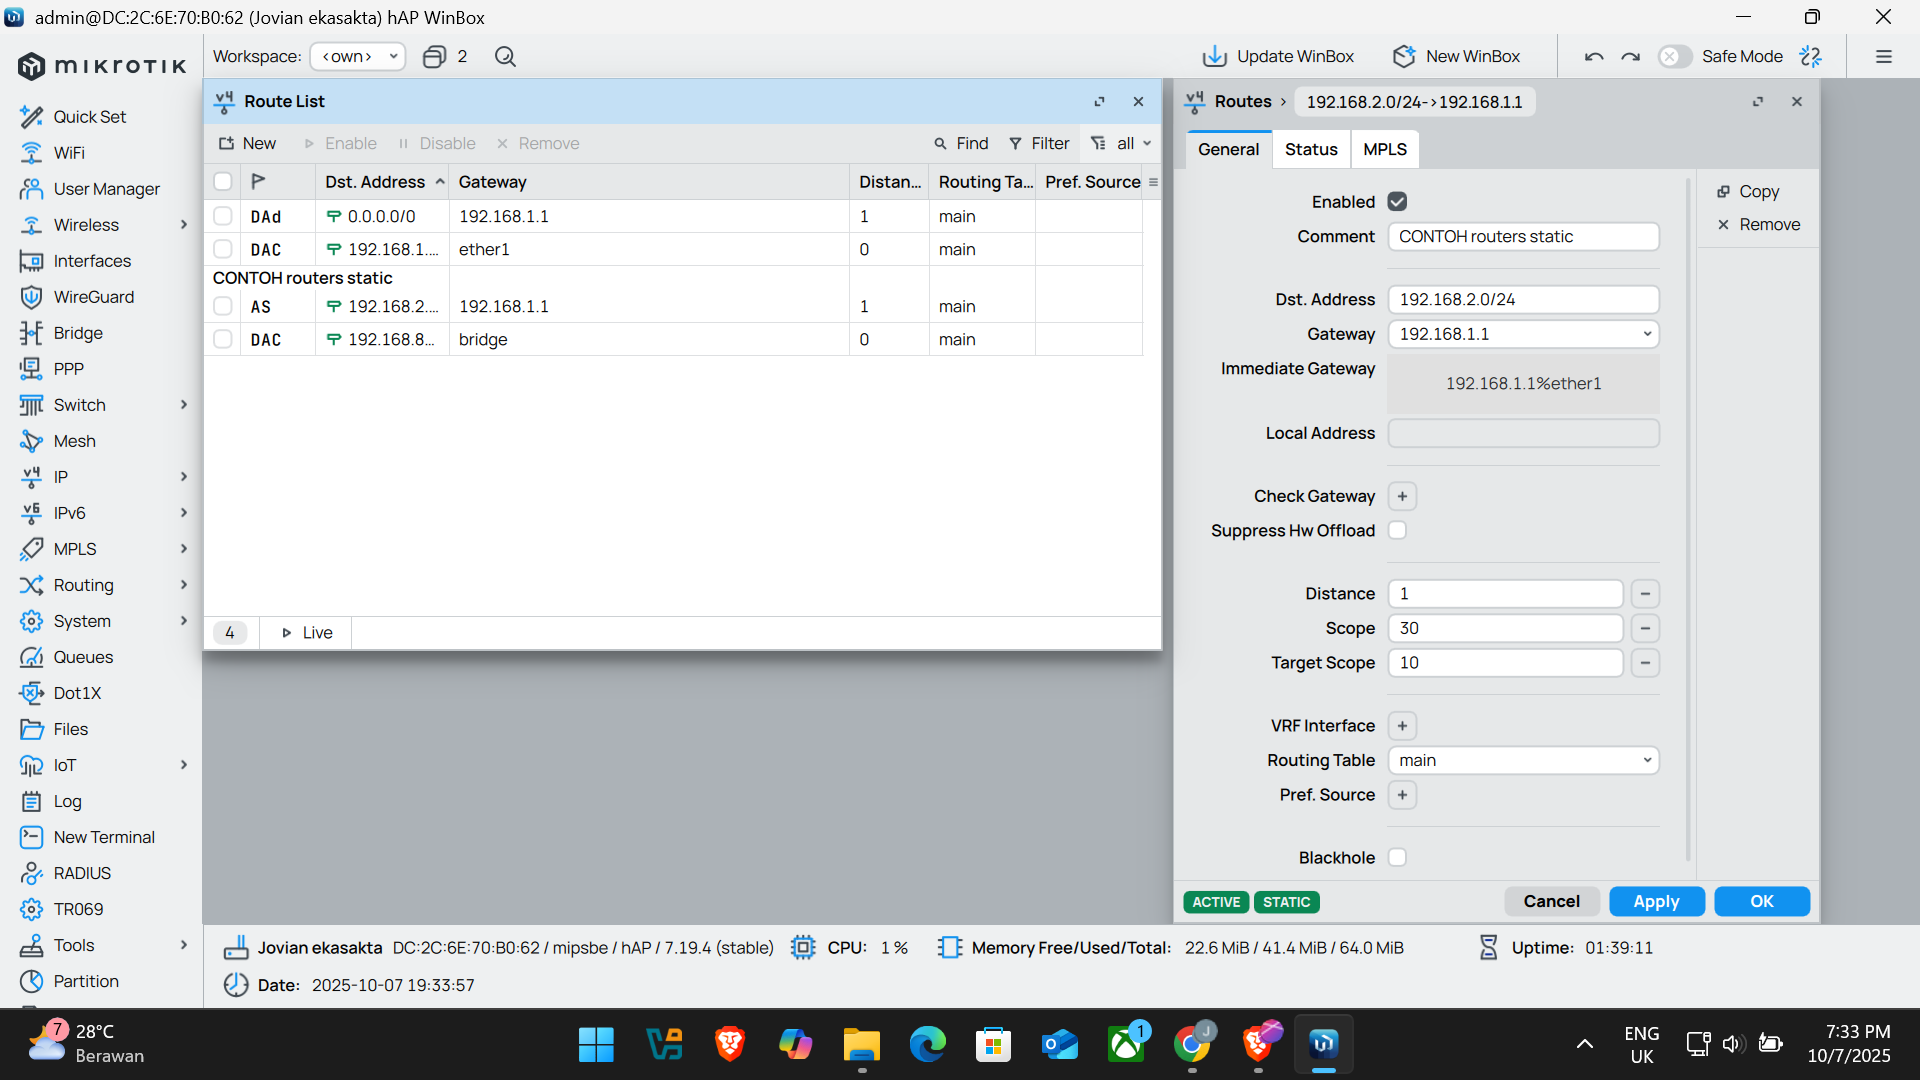 admin@DC:2C:6E:70:B0:62 (Jovian ekasakta) hAP WinBox
MikroTik
Workspace: <own> 2
Update WinBox New WinBox Safe Mode
Quick Set
WiFi
User Manager
Wireless
Interfaces
WireGuard
Bridge
PPP
Switch
Mesh
IP
IPv6
MPLS
Routing
System
Queues
Dot1X
Files
IoT
Log
New Terminal
RADIUS
TR069
Tools
Partition
Route List
New Enable Disable Remove Find Filter all
Dst. Address Gateway Distan... Routing Ta... Pref. Source
DAd 0.0.0.0/0 192.168.1.1 1 main
DAC 192.168.1.... ether1 0 main
CONTOH routers static
AS 192.168.2.... 192.168.1.1 1 main
DAC 192.168.8... bridge 0 main
4 Live
Routes > 192.168.2.0/24->192.168.1.1
General Status MPLS
Enabled
Comment CONTOH routers static
Dst. Address 192.168.2.0/24
Gateway 192.168.1.1
Immediate Gateway 192.168.1.1%ether1
Local Address
Check Gateway +
Suppress Hw Offload
Distance 1 −
Scope 30 −
Target Scope 10 −
VRF Interface +
Routing Table main
Pref. Source +
Blackhole
Copy
Remove
ACTIVE STATIC Cancel Apply OK
Jovian ekasakta DC:2C:6E:70:B0:62 / mipsbe / hAP / 7.19.4 (stable) CPU: 1 % Memory Free/Used/Total: 22.6 MiB / 41.4 MiB / 64.0 MiB Uptime: 01:39:11
Date: 2025-10-07 19:33:57
7 28°C
Berawan
1
J
ENG
UK
7:33 PM
10/7/2025